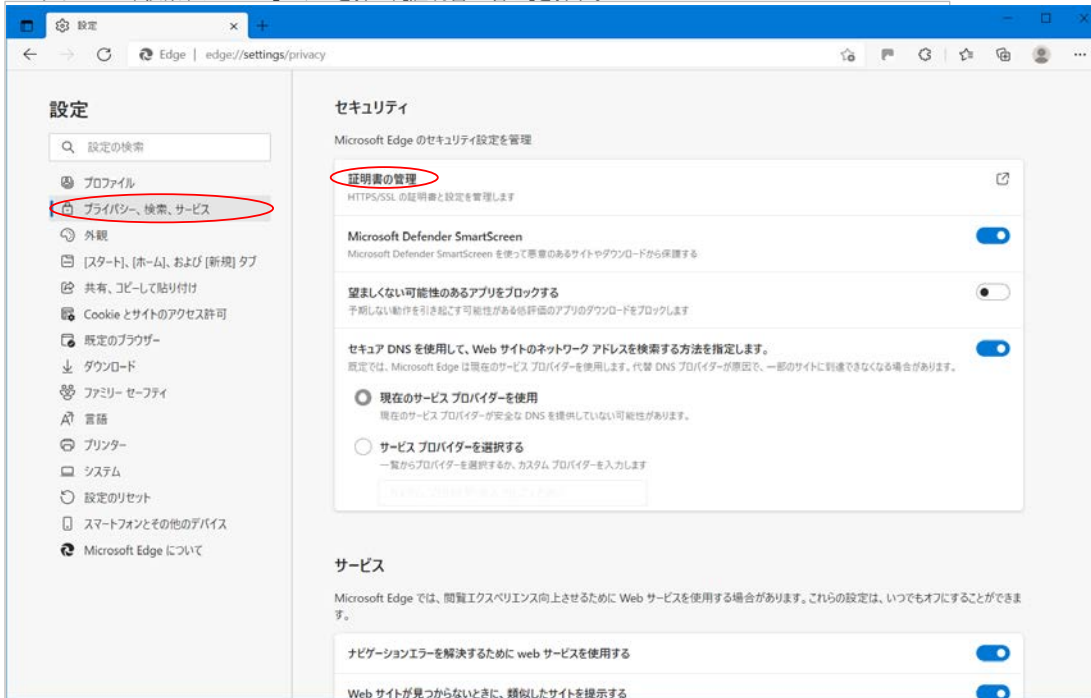 設定
Edge | edge://settings/privacy
設定
設定の検索
プロファイル
プライバシー、検索、サービス
外観
[スタート]、[ホーム]、および [新規] タブ
共有、コピーして貼り付け
Cookie とサイトのアクセス許可
既定のブラウザー
ダウンロード
ファミリー セーフティ
言語
プリンター
システム
設定のリセット
スマートフォンとその他のデバイス
Microsoft Edge について
セキュリティ
Microsoft Edge のセキュリティ設定を管理
証明書の管理
HTTPS/SSL の証明書と設定を管理します
Microsoft Defender SmartScreen
Microsoft Defender SmartScreen を使って悪意のあるサイトやダウンロードから保護する
望ましくない可能性のあるアプリをブロックする
予期しない動作を引き起こす可能性がある低評価のアプリのダウンロードをブロックします
セキュア DNS を使用して、Web サイトのネットワーク アドレスを検索する方法を指定します。
既定では、Microsoft Edge は現在のサービス プロバイダーを使用します。代替 DNS プロバイダーが原因で、一部のサイトに到達できなくなる場合があります。
現在のサービス プロバイダーを使用
現在のサービス プロバイダーが安全な DNS を提供していない可能性があります。
サービス プロバイダーを選択する
一覧からプロバイダーを選択するか、カスタム プロバイダーを入力します
サービス
Microsoft Edge では、閲覧エクスペリエンス向上させるために Web サービスを使用する場合があります。これらの設定は、いつでもオフにすることができま
す。
ナビゲーションエラーを解決するために web サービスを使用する
Web サイトが見つからないときに、類似したサイトを提示する